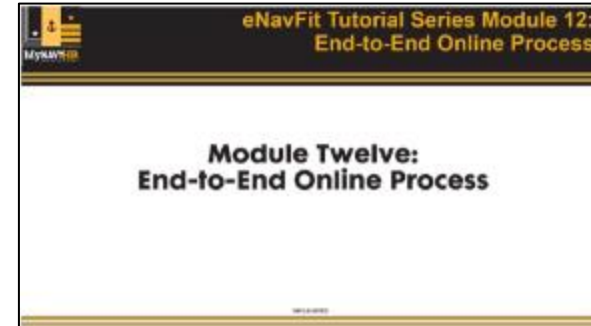 eNavFit Tutorial Series Module 12:
End-to-End Online Process
MyNAVYHR
Module Twelve:
End-to-End Online Process